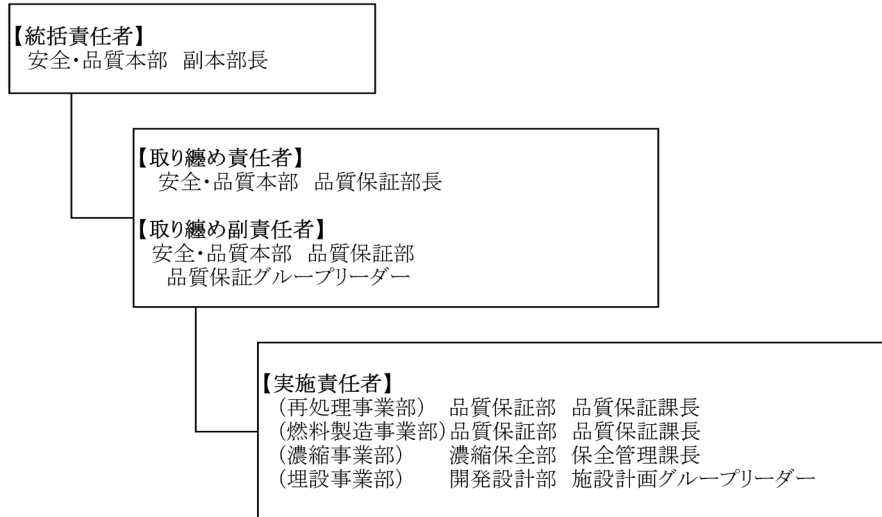 【統括責任者】
安全・品質本部 副本部長
【取り纏め責任者】
安全・品質本部 品質保証部長
【取り纏め副責任者】
安全・品質本部 品質保証部
品質保証グループリーダー
【実施責任者】
(再処理事業部) 品質保証部 品質保証課長
(燃料製造事業部)品質保証部 品質保証課長
(濃縮事業部) 濃縮保全部 保全管理課長
(埋設事業部) 開発設計部 施設計画グループリーダー